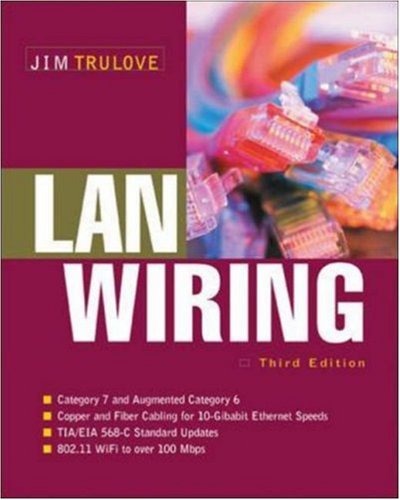 JIM TRULOVE
LAN
WIRING
Third Edition
Category 7 and Augmented Category 6
Copper and Fiber Cabling for 10-Gibabit Ethernet Speeds
TIA/EIA 568-C Standard Updates
802.11 WiFi to over 100 Mbps